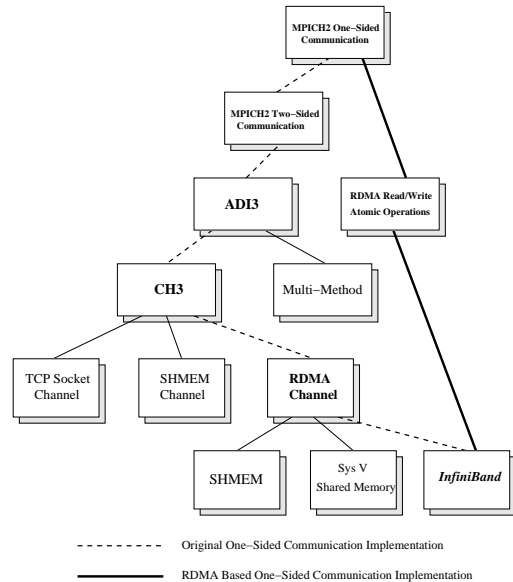 MPICH2 One−Sided
Communication
MPICH2 Two−Sided
Communication
ADI3
RDMA Read/Write
Atomic Operations
CH3
Multi−Method
TCP Socket
Channel
SHMEM
Channel
RDMA
Channel
SHMEM
Sys V
Shared Memory
InfiniBand
Original One−Sided Communication Implementation
RDMA Based One−Sided Communication Implementation